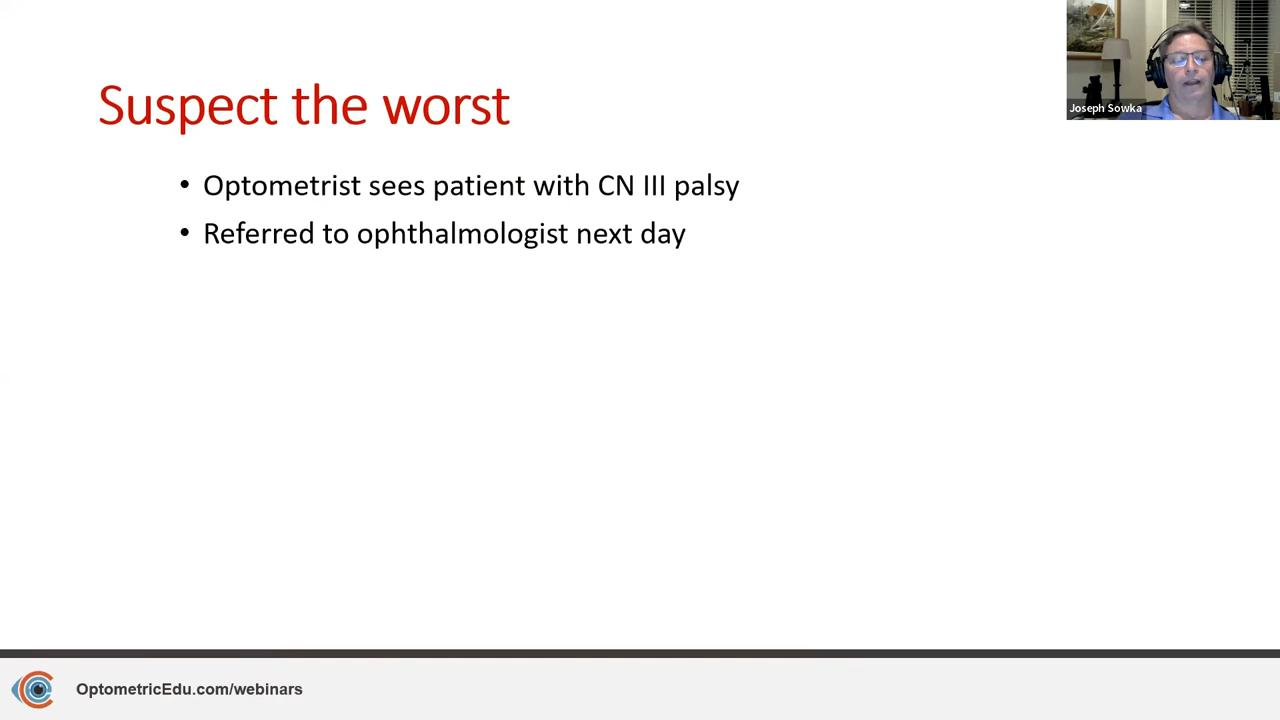 Joseph Sowka
Suspect the worst
• Optometrist sees patient with CN III palsy
• Referred to ophthalmologist next day
OptometricEdu.com/webinars